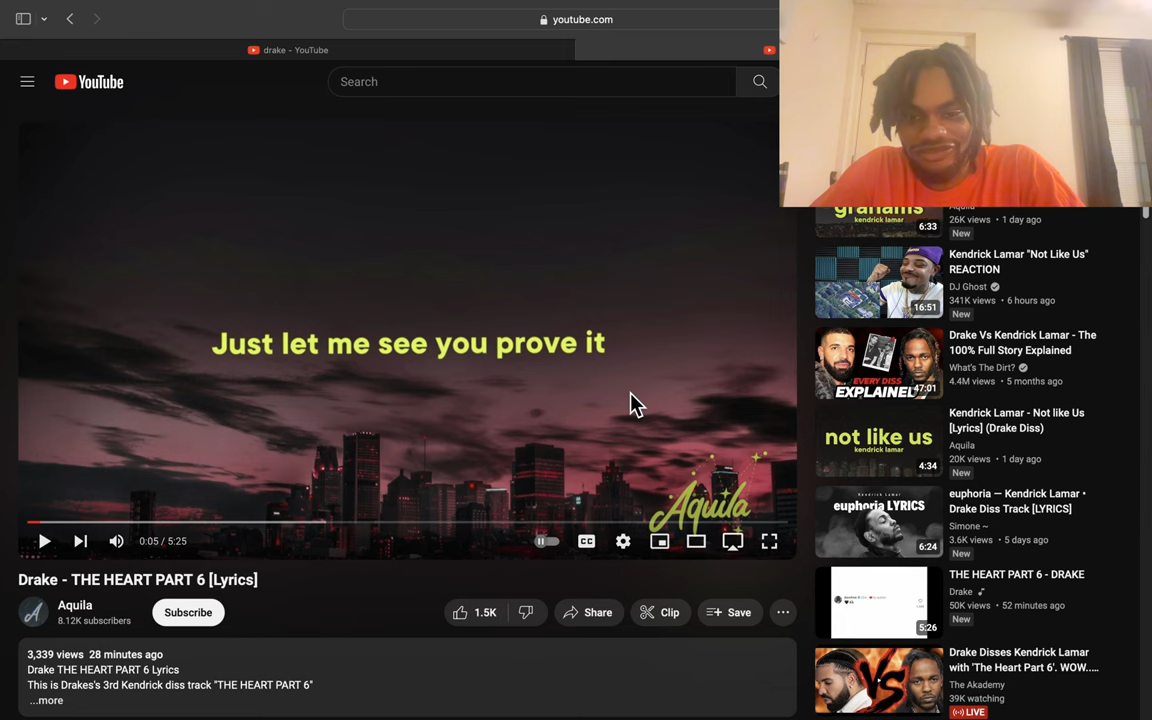 youtube.com
drake - YouTube
YouTube
Search
Just let me see you prove it
Aquila
0:05 / 5:25
CC
Drake - THE HEART PART 6 [Lyrics]
Aquila
8.12K subscribers
Subscribe
1.5K
Share
Clip
Save
3,339 views 28 minutes ago
Drake THE HEART PART 6 Lyrics
This is Drakes's 3rd Kendrick diss track "THE HEART PART 6"
...more
grahams
kendrick lamar
6:33
Aquila
26K views • 1 day ago
New
16:51
Kendrick Lamar "Not Like Us"
REACTION
DJ Ghost
341K views • 6 hours ago
New
EVERY DISS
EXPLAINED
47:01
Drake Vs Kendrick Lamar - The
100% Full Story Explained
What's The Dirt?
4.4M views • 5 months ago
not like us
kendrick lamar
4:34
Kendrick Lamar - Not like Us
[Lyrics] (Drake Diss)
Aquila
20K views • 1 day ago
New
Kendrick Lamar
euphoria LYRICS
6:24
euphoria — Kendrick Lamar •
Drake Diss Track [LYRICS]
Simone ~
3.6K views • 5 days ago
New
5:26
THE HEART PART 6 - DRAKE
Drake
50K views • 52 minutes ago
New
VS
Drake Disses Kendrick Lamar
with 'The Heart Part 6'. WOW....
The Akademy
39K watching
LIVE